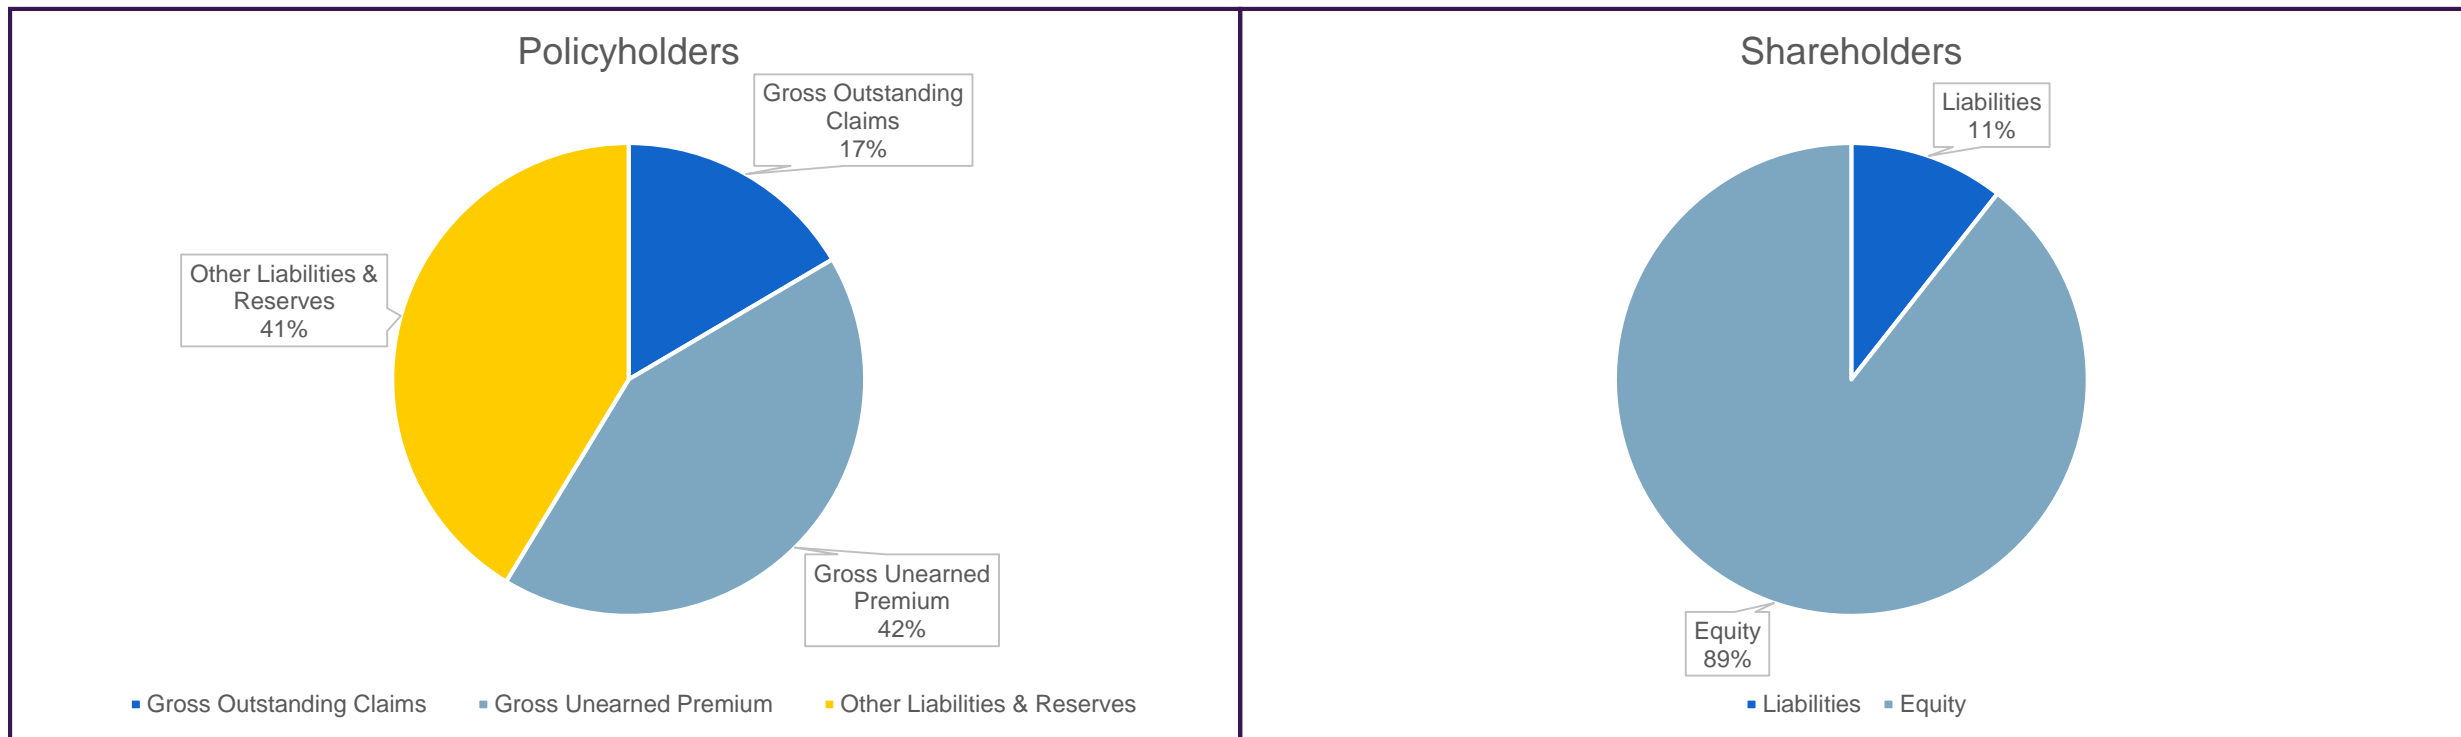 Policyholders
Gross Outstanding
Claims
17%
Other Liabilities &
Reserves
41%
Gross Unearned
Premium
42%
Gross Outstanding Claims
Gross Unearned Premium
Other Liabilities & Reserves
Shareholders
Liabilities
11%
Equity
89%
Liabilities
Equity